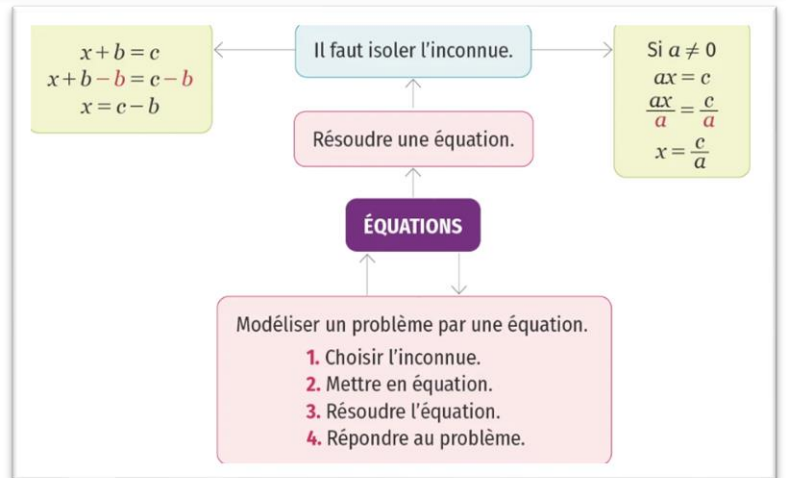 x + b = c
x + b − b = c − b
x = c − b
Il faut isoler l'inconnue.
Si a ≠ 0
ax = c
ax/a = c/a
x = c/a
Résoudre une équation.
ÉQUATIONS
Modéliser un problème par une équation.
1. Choisir l'inconnue.
2. Mettre en équation.
3. Résoudre l'équation.
4. Répondre au problème.